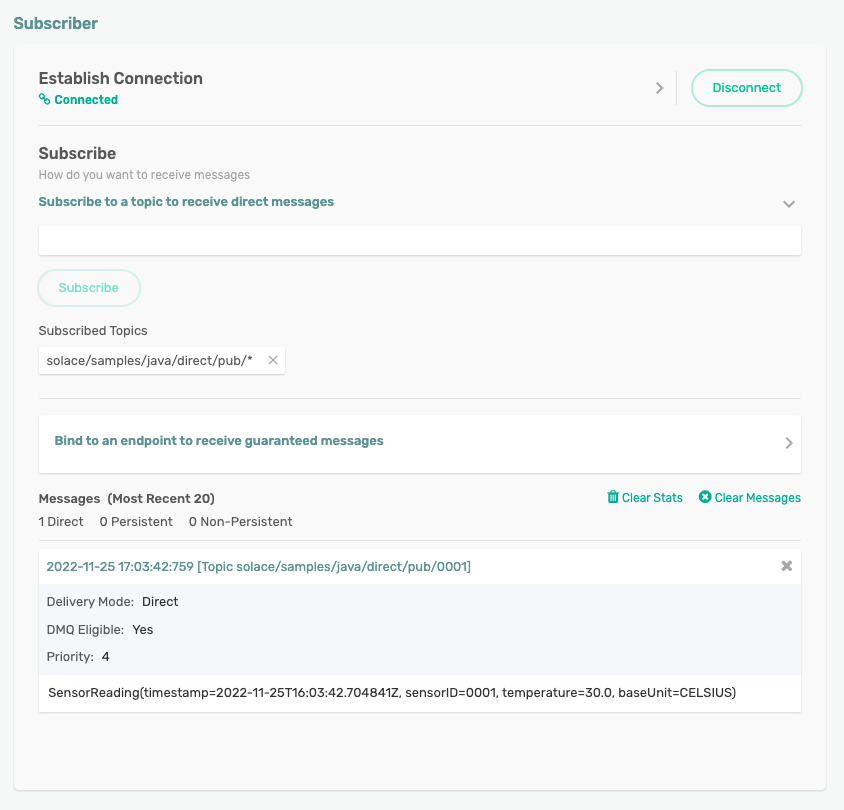 Subscriber
Establish Connection
Connected
Disconnect
Subscribe
How do you want to receive messages
Subscribe to a topic to receive direct messages
Subscribe
Subscribed Topics
solace/samples/java/direct/pub/*
Bind to an endpoint to receive guaranteed messages
Messages (Most Recent 20) Clear Stats Clear Messages
1 Direct 0 Persistent 0 Non-Persistent
2022-11-25 17:03:42:759 [Topic solace/samples/java/direct/pub/0001]
Delivery Mode: Direct
DMQ Eligible: Yes
Priority: 4
SensorReading(timestamp=2022-11-25T16:03:42.704841Z, sensorID=0001, temperature=30.0, baseUnit=CELSIUS)